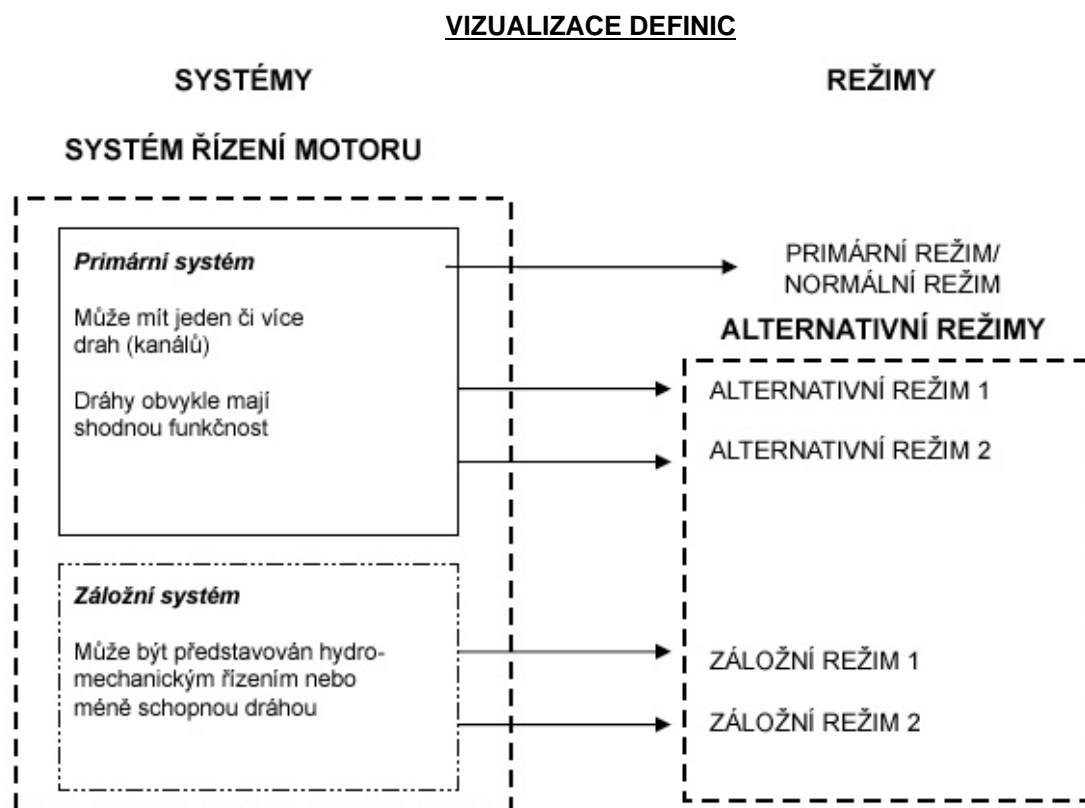 VIZUALIZACE DEFINIC
SYSTÉMY
REŽIMY
SYSTÉM ŘÍZENÍ MOTORU
Primární systém
Může mít jeden či více
drah (kanálů)
Dráhy obvykle mají
shodnou funkčnost
PRIMÁRNÍ REŽIM/
NORMÁLNÍ REŽIM
ALTERNATIVNÍ REŽIMY
ALTERNATIVNÍ REŽIM 1
ALTERNATIVNÍ REŽIM 2
Záložní systém
Může být představován hydro-
mechanickým řízením nebo
méně schopnou dráhou
ZÁLOŽNÍ REŽIM 1
ZÁLOŽNÍ REŽIM 2